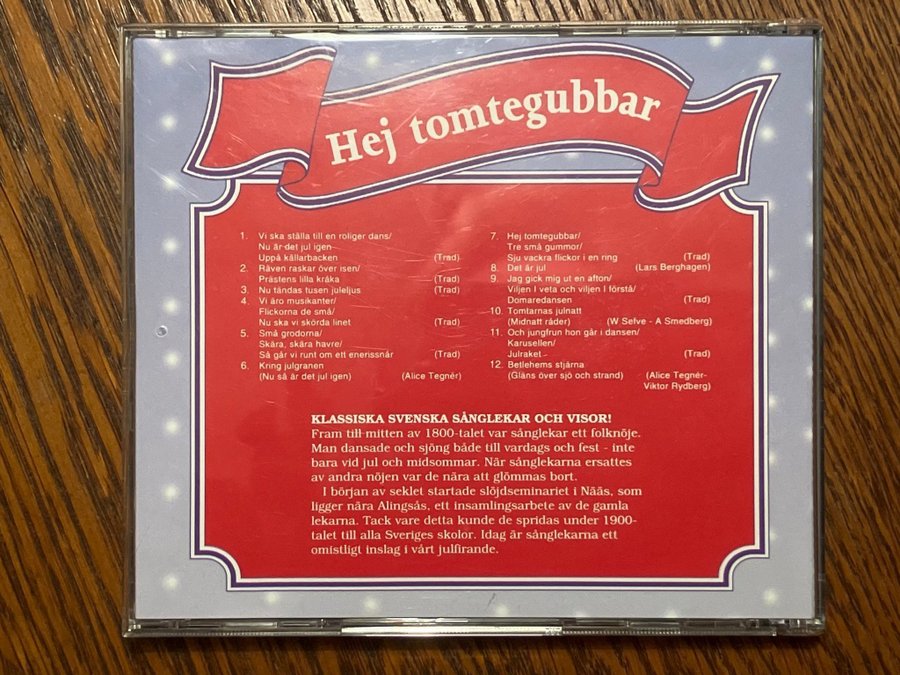 Hej tomtegubbar
1. Vi ska ställa till en roliger dans/
Nu är det jul igen
Uppå källarbacken (Trad)
2. Räven raskar över isen/
Prästens lilla kråka (Trad)
3. Nu tändas tusen juleljus (Trad)
4. Vi äro musikanter/
Flickorna de små/
Nu ska vi skörda linet (Trad)
5. Små grodorna/
Skära, skära havre/
Så går vi runt om ett enerissnår (Trad)
6. Kring julgranen
(Nu så är det jul igen) (Alice Tegnér)
7. Hej tomtegubbar/
Tre små gummor/
Sju vackra flickor i en ring (Trad)
8. Det är jul (Lars Berghagen)
9. Jag gick mig ut en afton/
Viljen I veta och viljen I förstå/
Domaredansen (Trad)
10. Tomtarnas julnatt
(Midnatt råder) (W Sefve - A Smedberg)
11. Och jungfrun hon går i dansen/
Karusellen/
Julraket (Trad)
12. Betlehems stjärna
(Gläns över sjö och strand) (Alice Tegnér-
Viktor Rydberg)
KLASSISKA SVENSKA SÅNGLEKAR OCH VISOR!
Fram till mitten av 1800-talet var sånglekar ett folknöje.
Man dansade och sjöng både till vardags och fest - inte
bara vid jul och midsommar. När sånglekarna ersattes
av andra nöjen var de nära att glömmas bort.
I början av seklet startade slöjdseminariet i Nääs, som
ligger nära Alingsås, ett insamlingsarbete av de gamla
lekarna. Tack vare detta kunde de spridas under 1900-
talet till alla Sveriges skolor. Idag är sånglekarna ett
omistligt inslag i vårt julfirande.